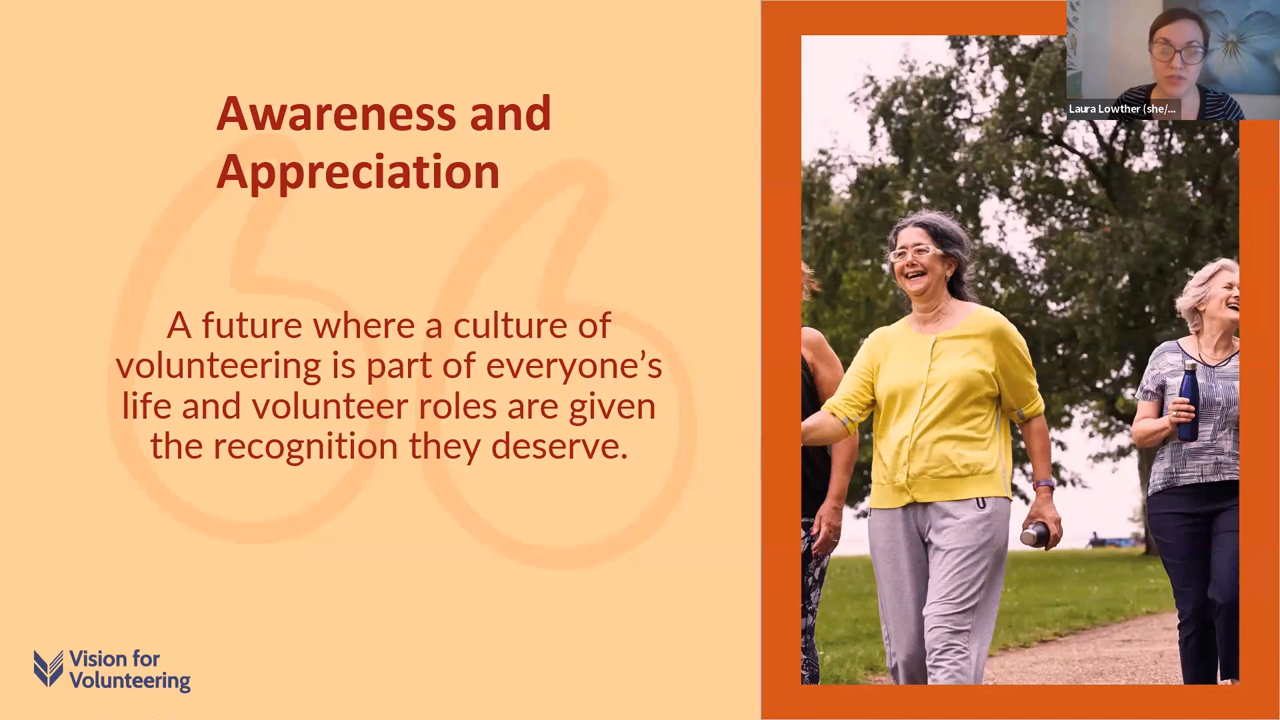 Awareness and
Appreciation
A future where a culture of
volunteering is part of everyone’s
life and volunteer roles are given
the recognition they deserve.
Vision for
Volunteering
Laura Lowther (she/...